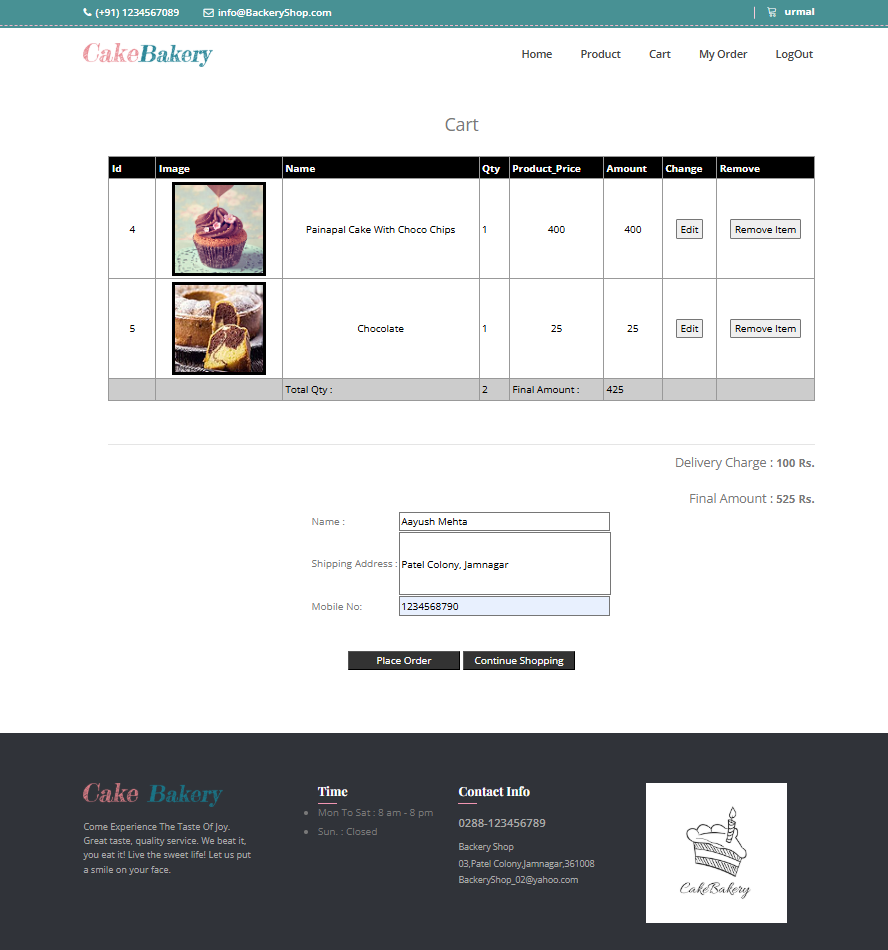 (+91) 1234567089 info@BackeryShop.com urmal
CakeBakery Home Product Cart My Order LogOut
Cart
Id Image Name Qty Product_Price Amount Change Remove
4 Painapal Cake With Choco Chips 1 400 400 Edit Remove Item
5 Chocolate 1 25 25 Edit Remove Item
Total Qty : 2 Final Amount : 425
Delivery Charge : 100 Rs.
Final Amount : 525 Rs.
Name : Aayush Mehta
Shipping Address : Patel Colony, Jamnagar
Mobile No: 1234568790
Place Order Continue Shopping
Cake Bakery
Come Experience The Taste Of Joy.
Great taste, quality service. We beat it,
you eat it! Live the sweet life! Let us put
a smile on your face.
Time
Mon To Sat : 8 am - 8 pm
Sun. : Closed
Contact Info
0288-123456789
Backery Shop
03,Patel Colony,Jamnagar,361008
BackeryShop_02@yahoo.com
CakeBakery